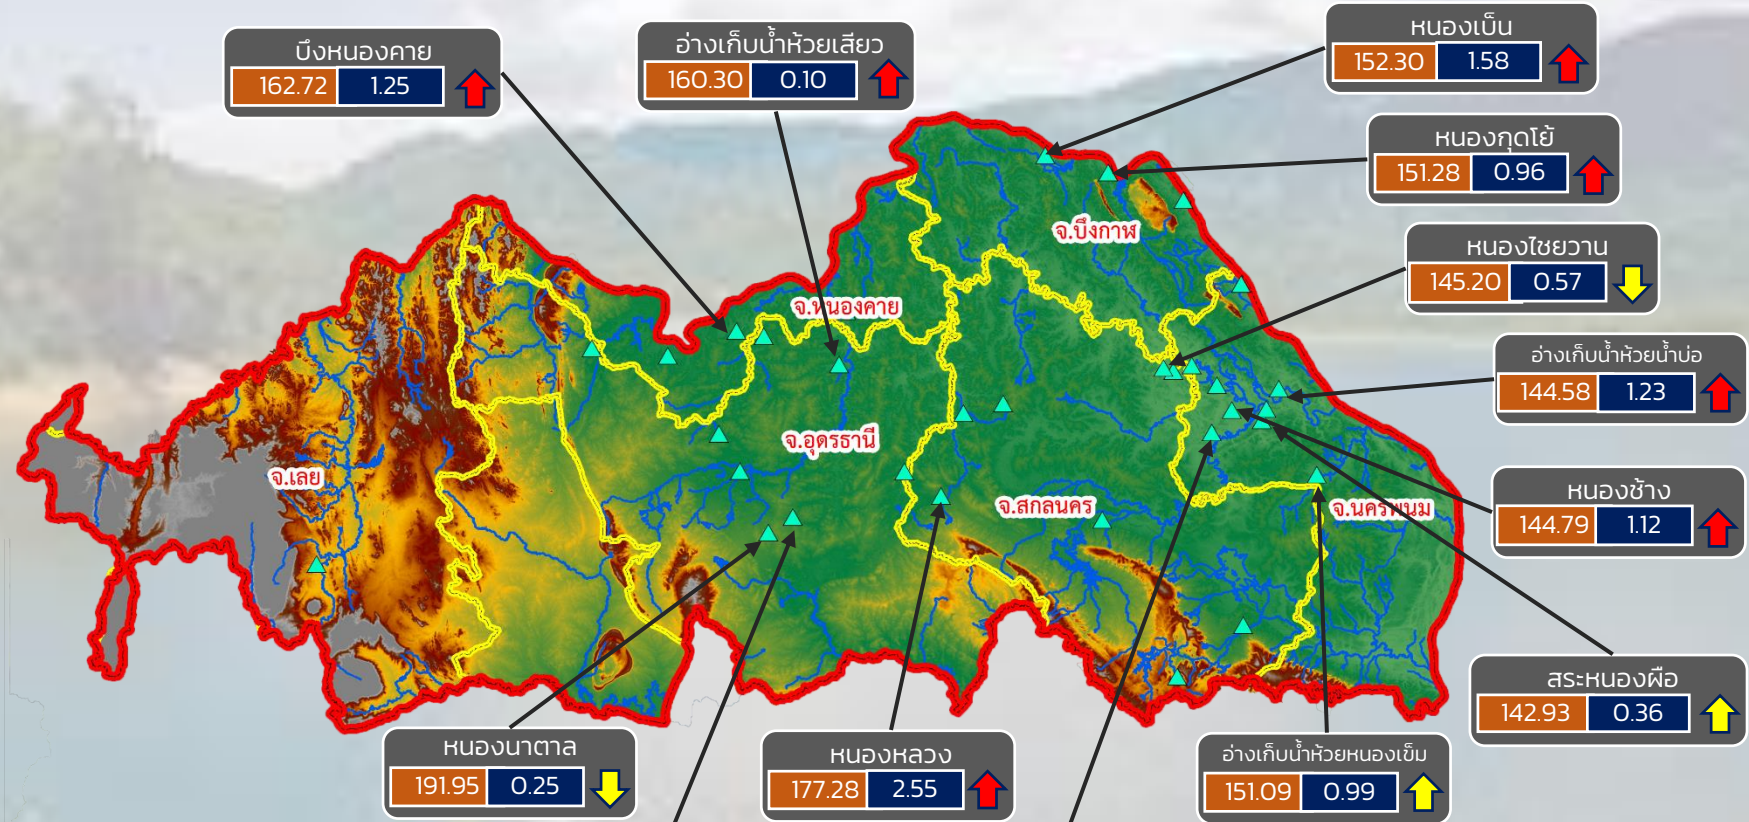 บึงหนองคาย
162.72 1.25
อ่างเก็บน้ำห้วยเสียว
160.30 0.10
หนองเบ็น
152.30 1.58
หนองกุดโย้
151.28 0.96
หนองไชยวาน
145.20 0.57
อ่างเก็บน้ำห้วยน้ำบ่อ
144.58 1.23
หนองช้าง
144.79 1.12
สระหนองผือ
142.93 0.36
จ.บึงกาฬ
จ.หนองคาย
จ.อุดรธานี
จ.เลย
จ.สกลนคร
จ.นครพนม
หนองนาตาล
191.95 0.25
หนองหลวง
177.28 2.55
อ่างเก็บน้ำห้วยหนองเข็ม
151.09 0.99